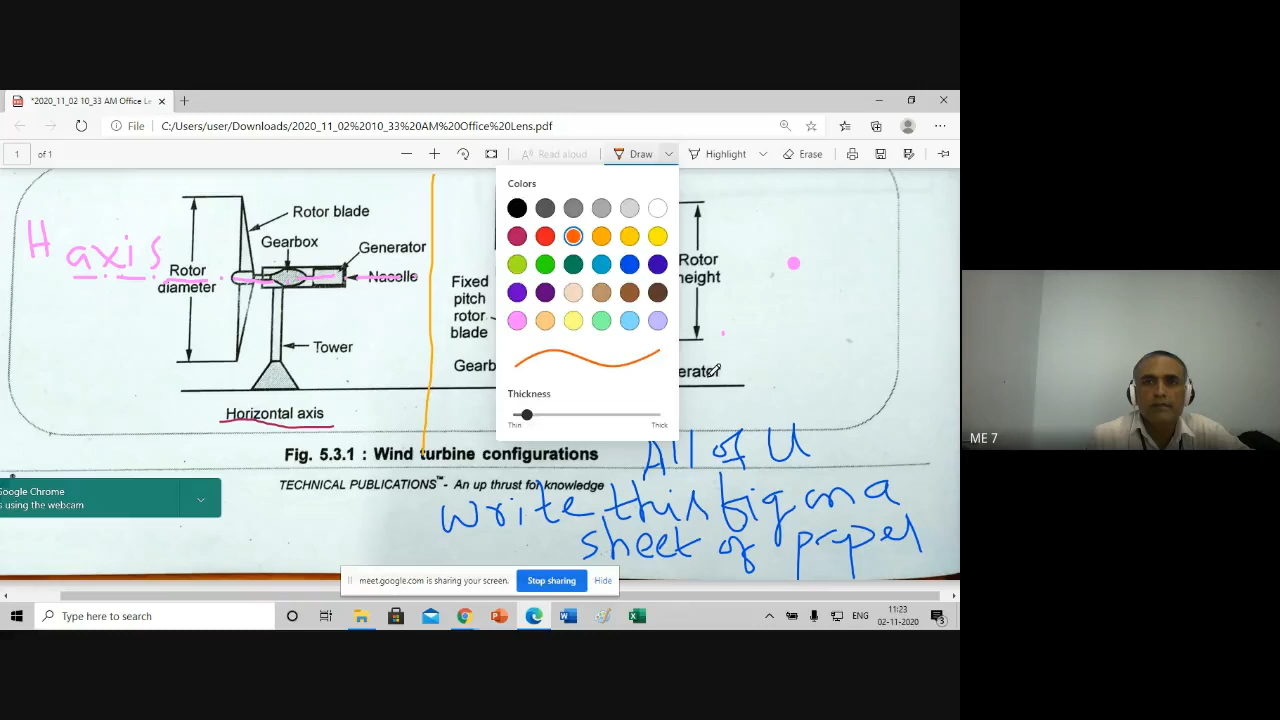 *2020_11_02 10_33 AM Office Le
File C:/Users/user/Downloads/2020_11_02%2010_33%20AM%20Office%20Lens.pdf
1 of 1 Read aloud Draw Highlight Erase
Colors
Thickness
Thin Thick
H axis
Rotor blade
Gearbox
Generator
Rotor
diameter
Nacelle
Tower
Horizontal axis
Fixed
pitch
rotor
blade
Gearb
Rotor
height
erator
Fig. 5.3.1 : Wind turbine configurations
TECHNICAL PUBLICATIONS™- An up thrust for knowledge
All of U
write this fig on a
sheet of paper
Google Chrome
s using the webcam
meet.google.com is sharing your screen. Stop sharing Hide
Type here to search
ENG
11:23
02-11-2020
3
ME 7